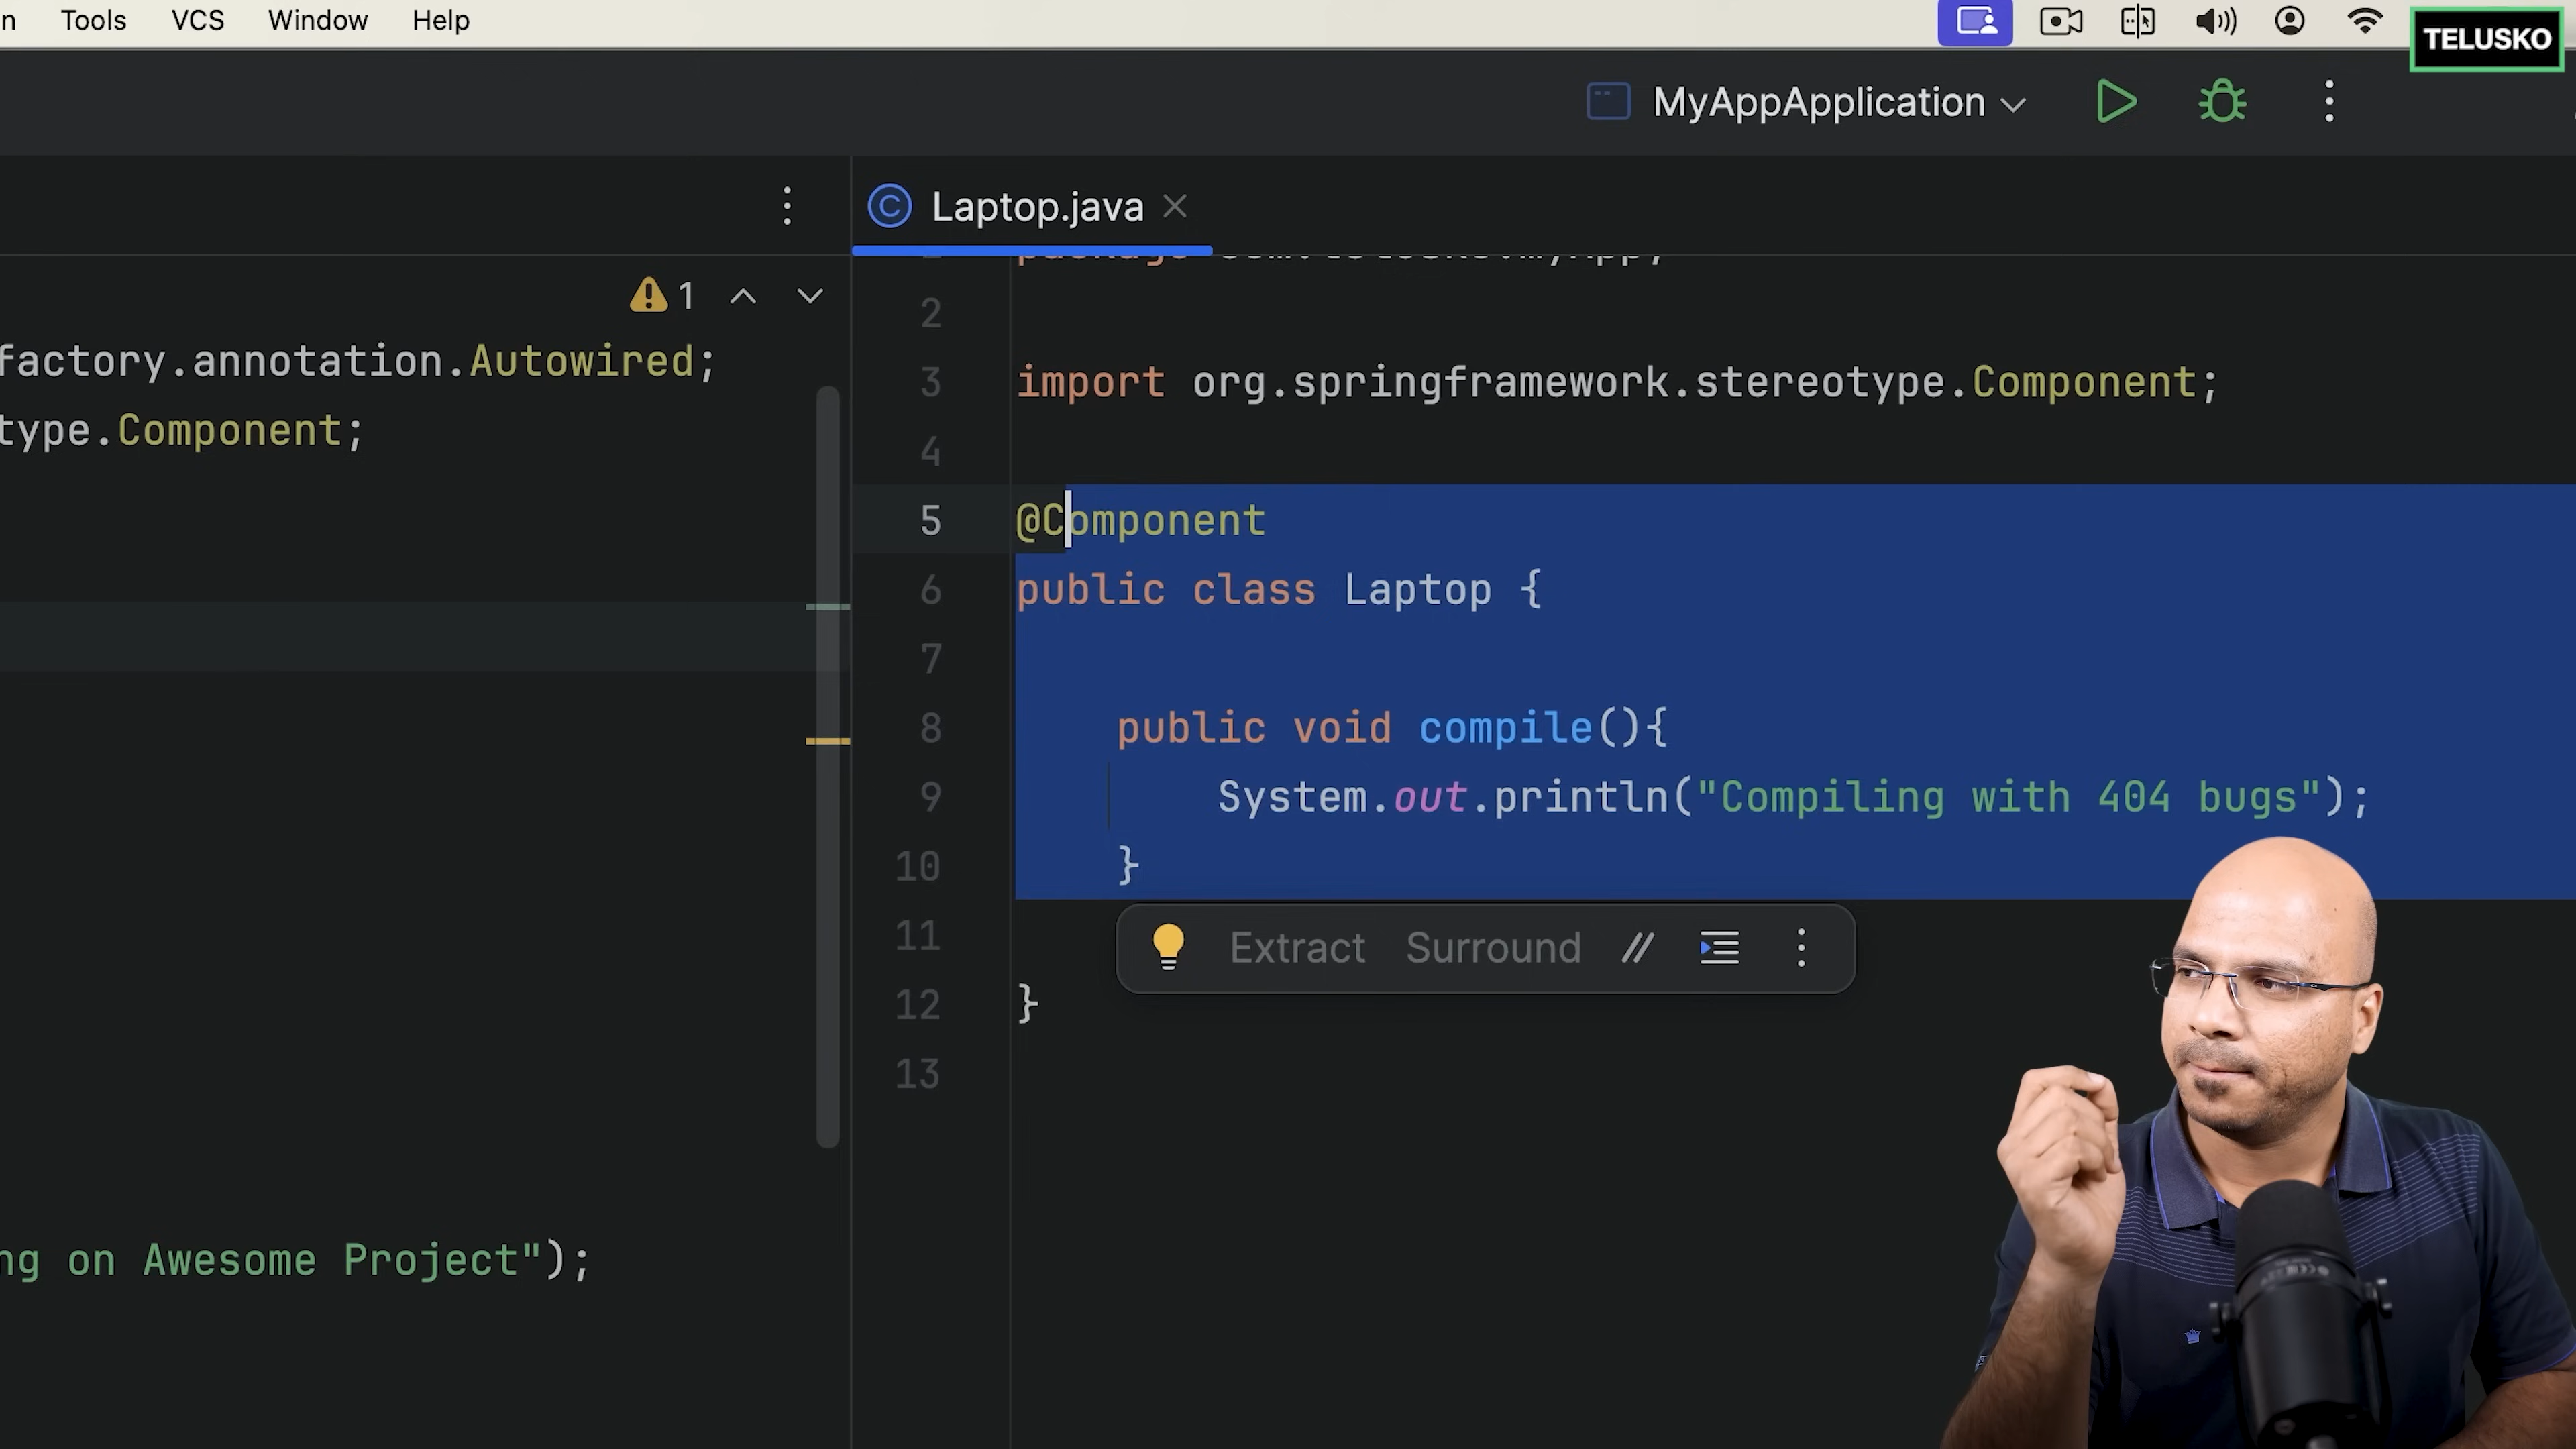 Tools VCS Window Help
TELUSKO
MyAppApplication
Laptop.java
1
factory.annotation.Autowired;
type.Component;
ng on Awesome Project");
2
3 import org.springframework.stereotype.Component;
4
5 @Component
6 public class Laptop {
7
8 public void compile(){
9 System.out.println("Compiling with 404 bugs");
10 }
11
Extract Surround //
12 }
13